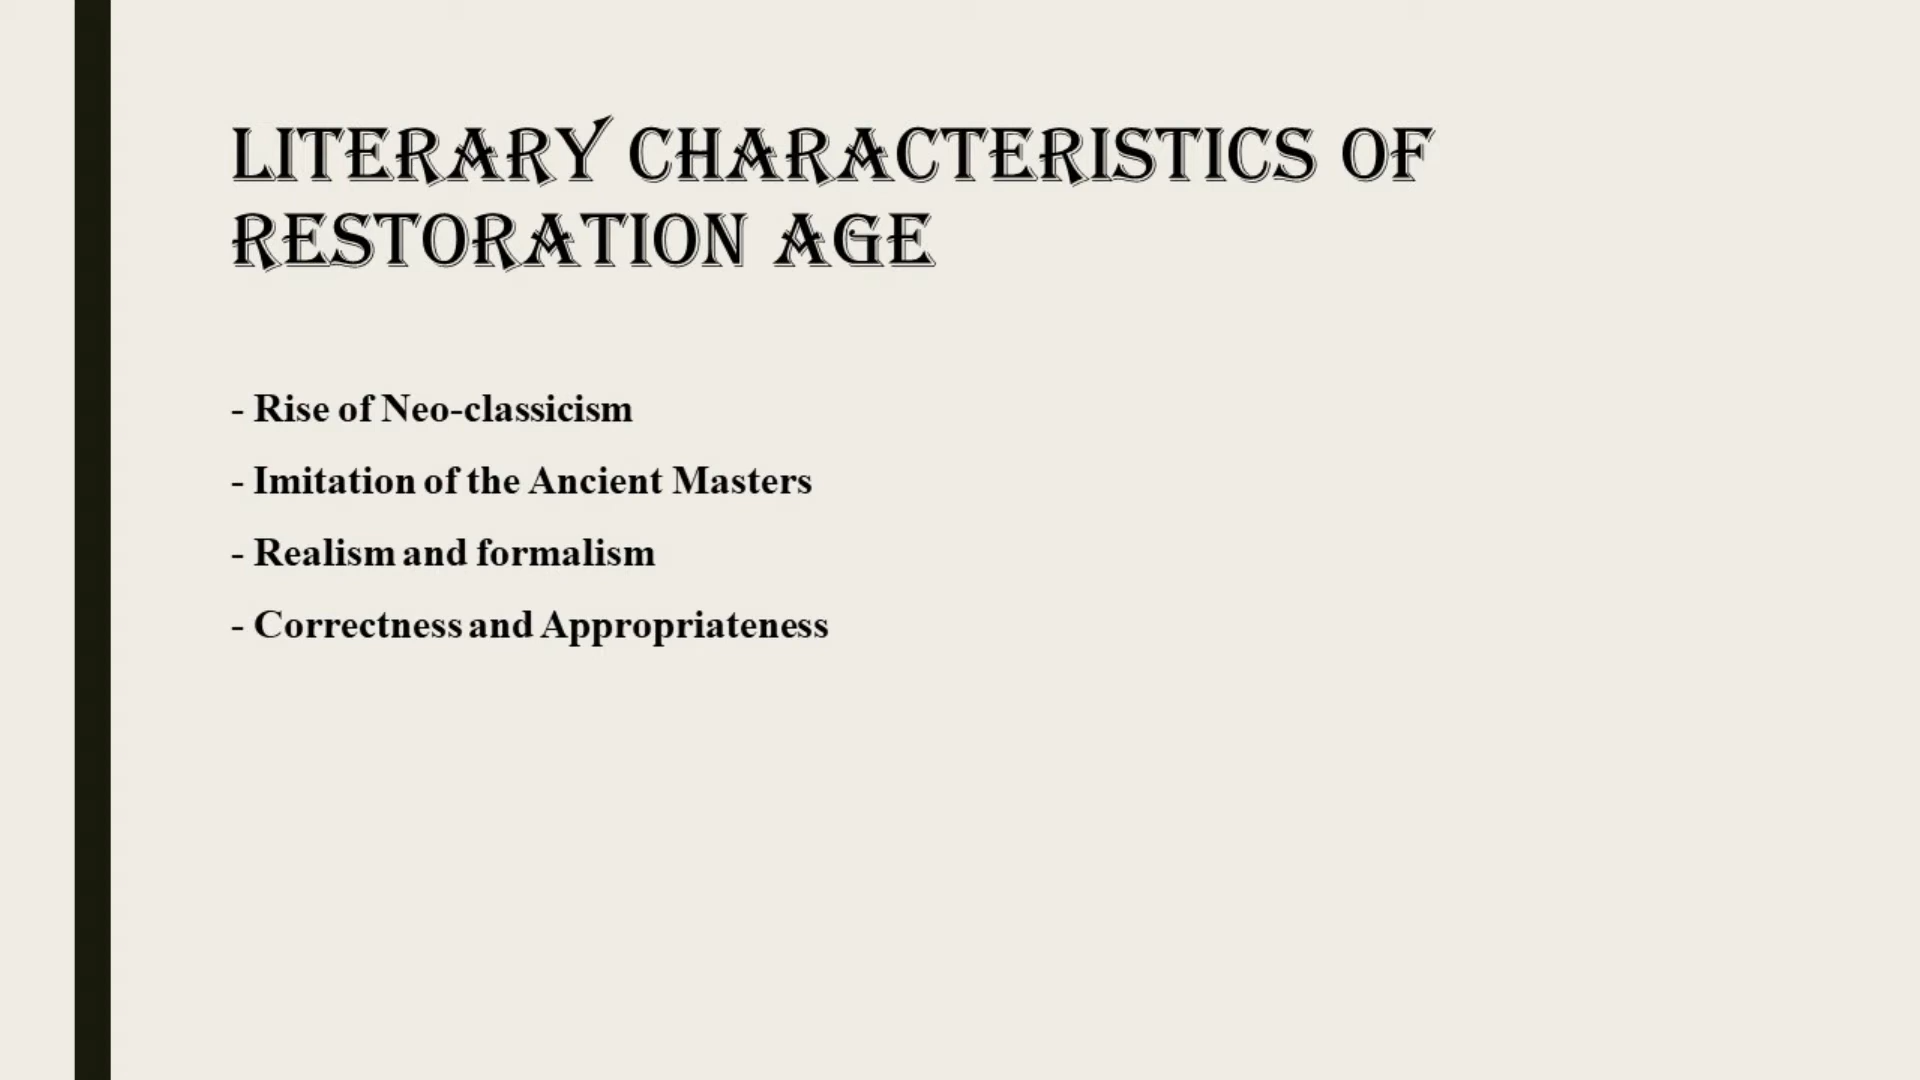 LITERARY CHARACTERISTICS OF
RESTORATION AGE
- Rise of Neo-classicism
- Imitation of the Ancient Masters
- Realism and formalism
- Correctness and Appropriateness